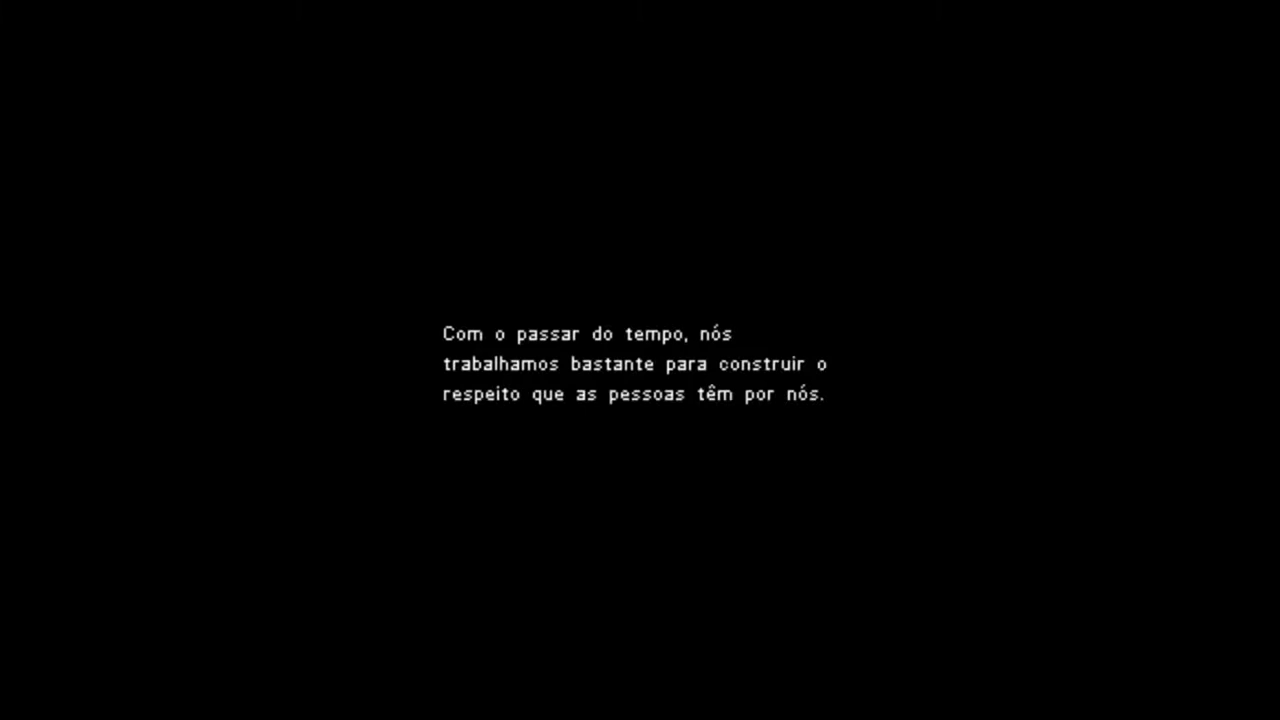 Com o passar do tempo, nós
trabalhamos bastante para construir o
respeito que as pessoas têm por nós.